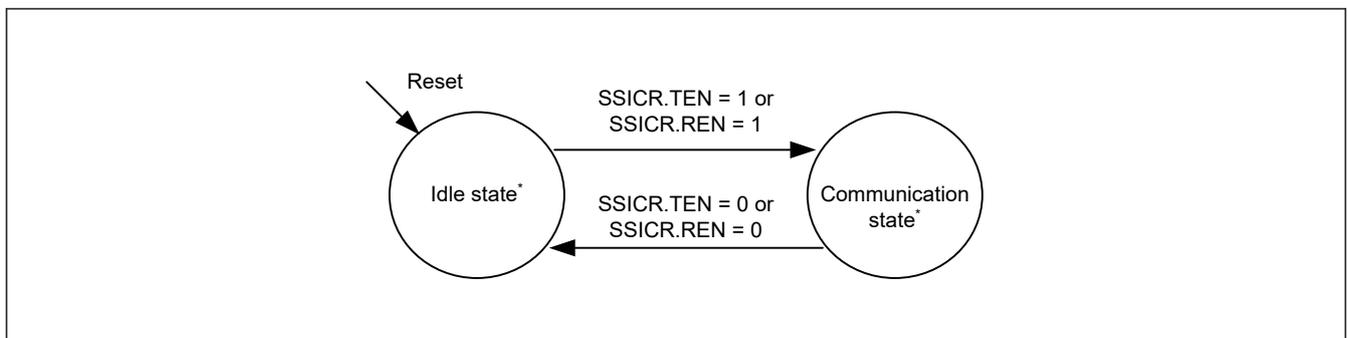 Reset
SSICR.TEN = 1 or
SSICR.REN = 1
Idle state*
Communication
state*
SSICR.TEN = 0 or
SSICR.REN = 0